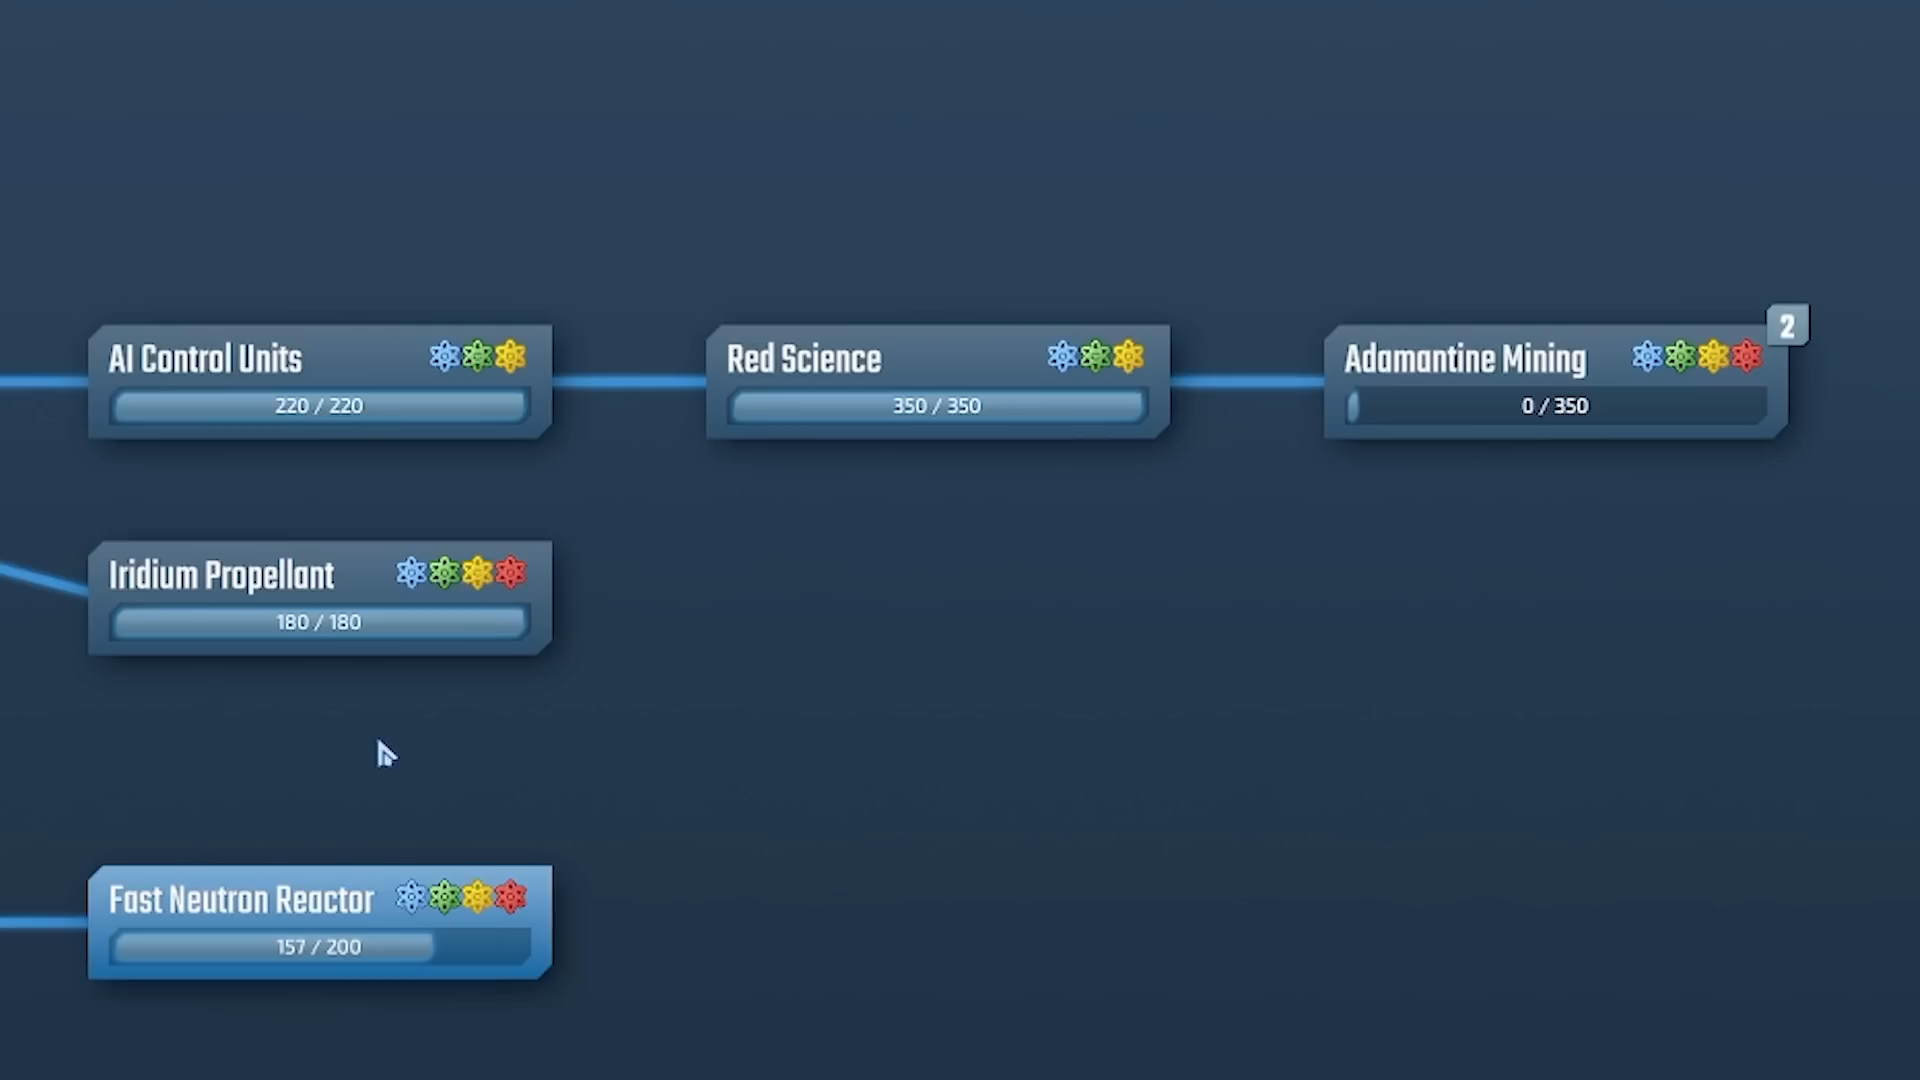 AI Control Units
220 / 220
Red Science
350 / 350
2
Adamantine Mining
0 / 350
Iridium Propellant
180 / 180
Fast Neutron Reactor
157 / 200